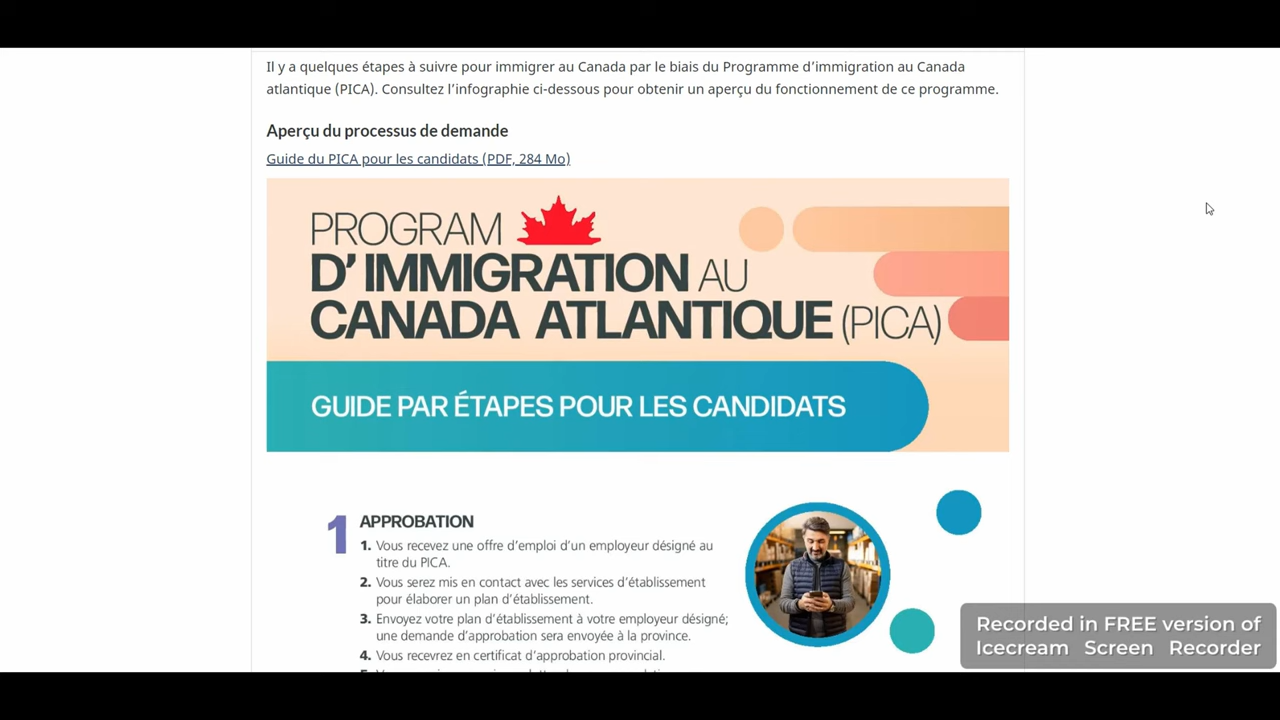 Il y a quelques étapes à suivre pour immigrer au Canada par le biais du Programme d’immigration au Canada
atlantique (PICA). Consultez l’infographie ci-dessous pour obtenir un aperçu du fonctionnement de ce programme.
Aperçu du processus de demande
Guide du PICA pour les candidats (PDF, 284 Mo)
PROGRAM
D’IMMIGRATION AU
CANADA ATLANTIQUE (PICA)
GUIDE PAR ÉTAPES POUR LES CANDIDATS
1 APPROBATION
1. Vous recevez une offre d’emploi d’un employeur désigné au
titre du PICA.
2. Vous serez mis en contact avec les services d’établissement
pour élaborer un plan d’établissement.
3. Envoyez votre plan d’établissement à votre employeur désigné;
une demande d’approbation sera envoyée à la province.
4. Vous recevrez en certificat d’approbation provincial.
Recorded in FREE version of
Icecream Screen Recorder